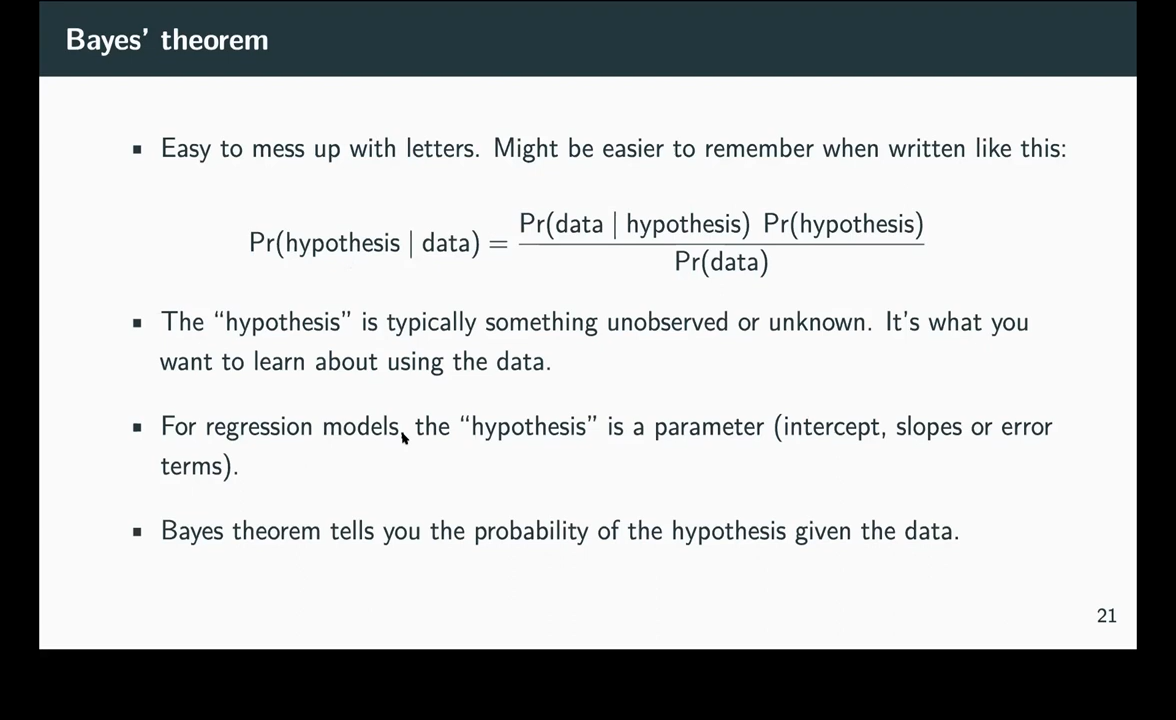 Bayes' theorem
▪ Easy to mess up with letters. Might be easier to remember when written like this:
Pr(hypothesis | data) = Pr(data | hypothesis) Pr(hypothesis) / Pr(data)
▪ The “hypothesis” is typically something unobserved or unknown. It's what you
want to learn about using the data.
▪ For regression models, the “hypothesis” is a parameter (intercept, slopes or error
terms).
▪ Bayes theorem tells you the probability of the hypothesis given the data.
21